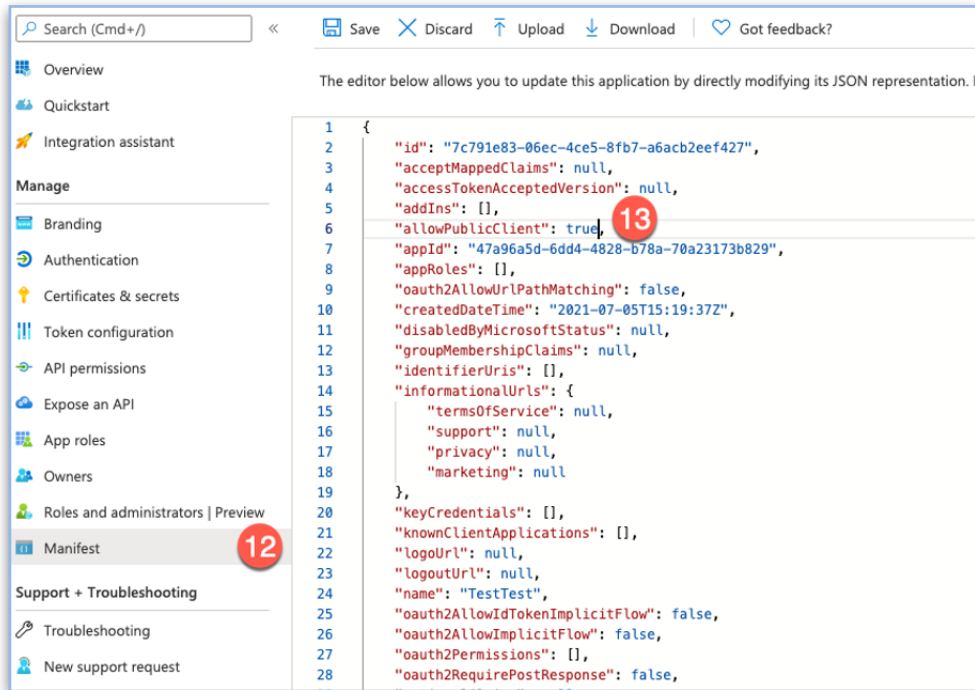 Search (Cmd+/)
«
Save
Discard
Upload
Download
Got feedback?
Overview
Quickstart
Integration assistant
Manage
Branding
Authentication
Certificates & secrets
Token configuration
API permissions
Expose an API
App roles
Owners
Roles and administrators | Preview
Manifest
12
Support + Troubleshooting
Troubleshooting
New support request
The editor below allows you to update this application by directly modifying its JSON representation.
1 {
2 "id": "7c791e83-06ec-4ce5-8fb7-a6acb2eef427",
3 "acceptMappedClaims": null,
4 "accessTokenAcceptedVersion": null,
5 "addIns": [],
6 "allowPublicClient": true,
13
7 "appId": "47a96a5d-6dd4-4828-b78a-70a23173b829",
8 "appRoles": [],
9 "oauth2AllowUrlPathMatching": false,
10 "createdDateTime": "2021-07-05T15:19:37Z",
11 "disabledByMicrosoftStatus": null,
12 "groupMembershipClaims": null,
13 "identifierUris": [],
14 "informationalUrls": {
15 "termsOfService": null,
16 "support": null,
17 "privacy": null,
18 "marketing": null
19 },
20 "keyCredentials": [],
21 "knownClientApplications": [],
22 "logoUrl": null,
23 "logoutUrl": null,
24 "name": "TestTest",
25 "oauth2AllowIdTokenImplicitFlow": false,
26 "oauth2AllowImplicitFlow": false,
27 "oauth2Permissions": [],
28 "oauth2RequirePostResponse": false,